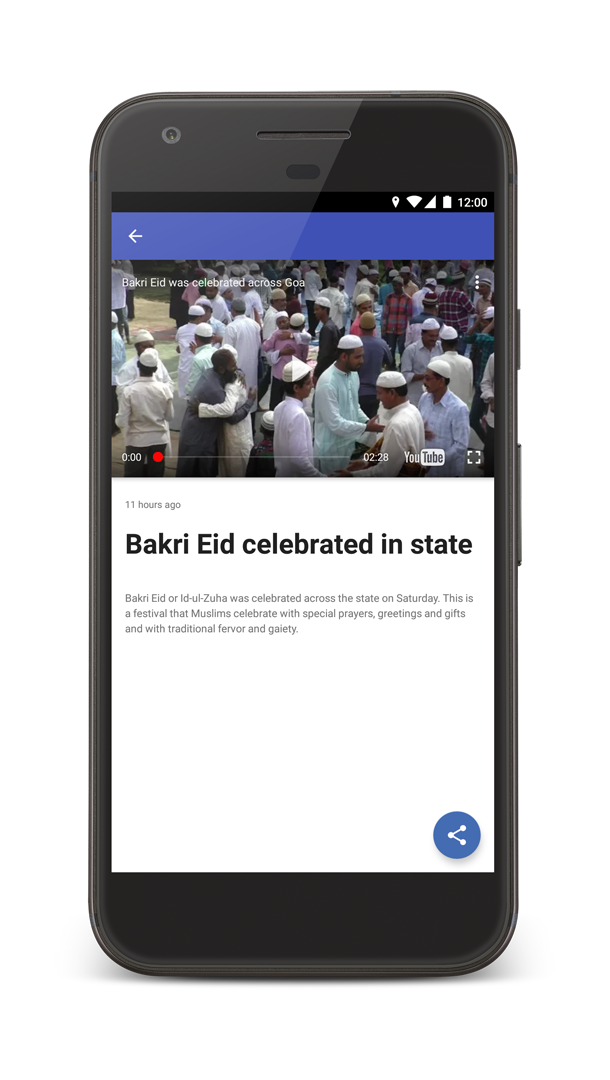 12:00
Bakri Eid was celebrated across Goa
0:00
02:28
YouTube
11 hours ago
Bakri Eid celebrated in state
Bakri Eid or Id-ul-Zuha was celebrated across the state on Saturday. This is
a festival that Muslims celebrate with special prayers, greetings and gifts
and with traditional fervor and gaiety.